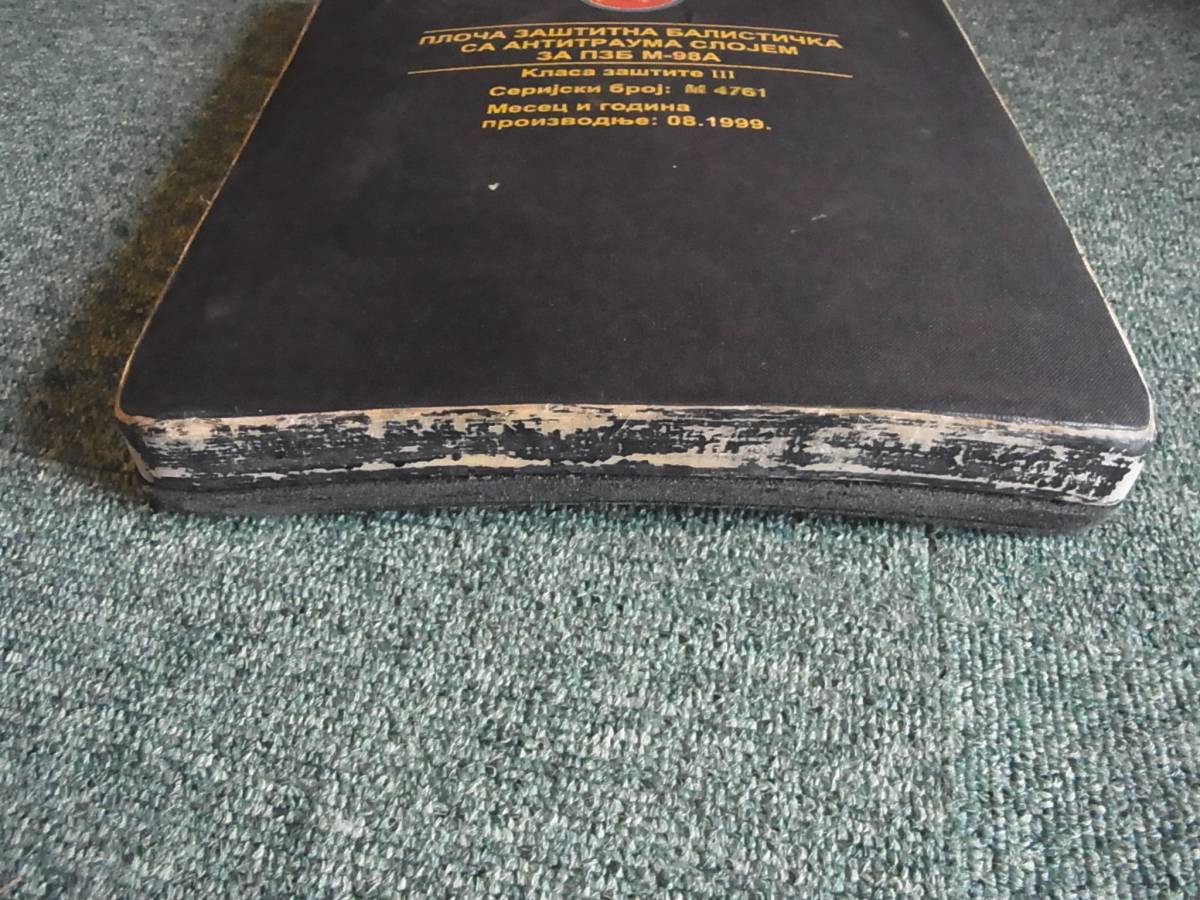 ПЛОЧА ЗАШТИТНА БАЛИСТИЧКА
СА АНТИТРАУМА СЛОЈЕМ
ЗА ПЗБ М-98А
Класа заштите III
Серијски број: М 4761
Месец и година
производње: 08.1999.